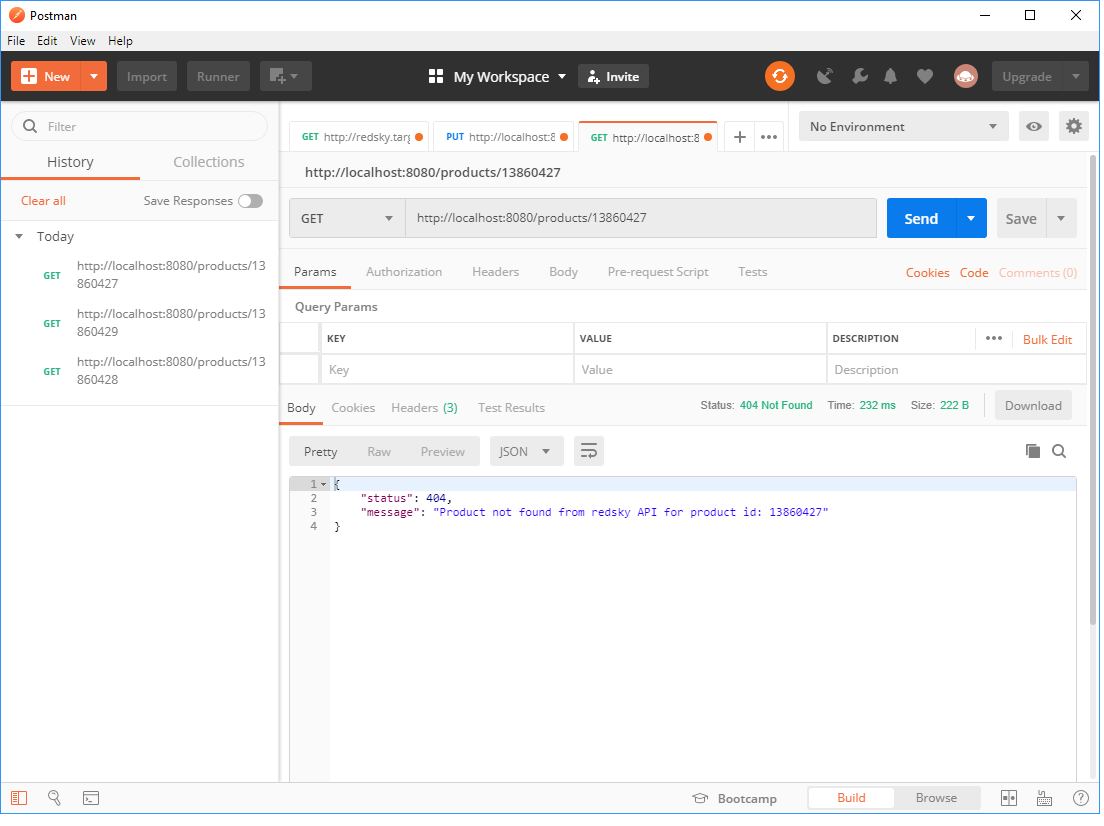 Postman
File Edit View Help
New Import Runner My Workspace Invite Upgrade
Filter
History Collections
Clear all Save Responses
Today
GET http://localhost:8080/products/13
860427
GET http://localhost:8080/products/13
860429
GET http://localhost:8080/products/13
860428
GET http://redsky.targ PUT http://localhost:8 GET http://localhost:8 No Environment
http://localhost:8080/products/13860427
GET http://localhost:8080/products/13860427 Send Save
Params Authorization Headers Body Pre-request Script Tests Cookies Code Comments (0)
Query Params
KEY VALUE DESCRIPTION Bulk Edit
Key Value Description
Body Cookies Headers (3) Test Results Status: 404 Not Found Time: 232 ms Size: 222 B Download
Pretty Raw Preview JSON
1 {
2 "status": 404,
3 "message": "Product not found from redsky API for product id: 13860427"
4 }
Bootcamp Build Browse